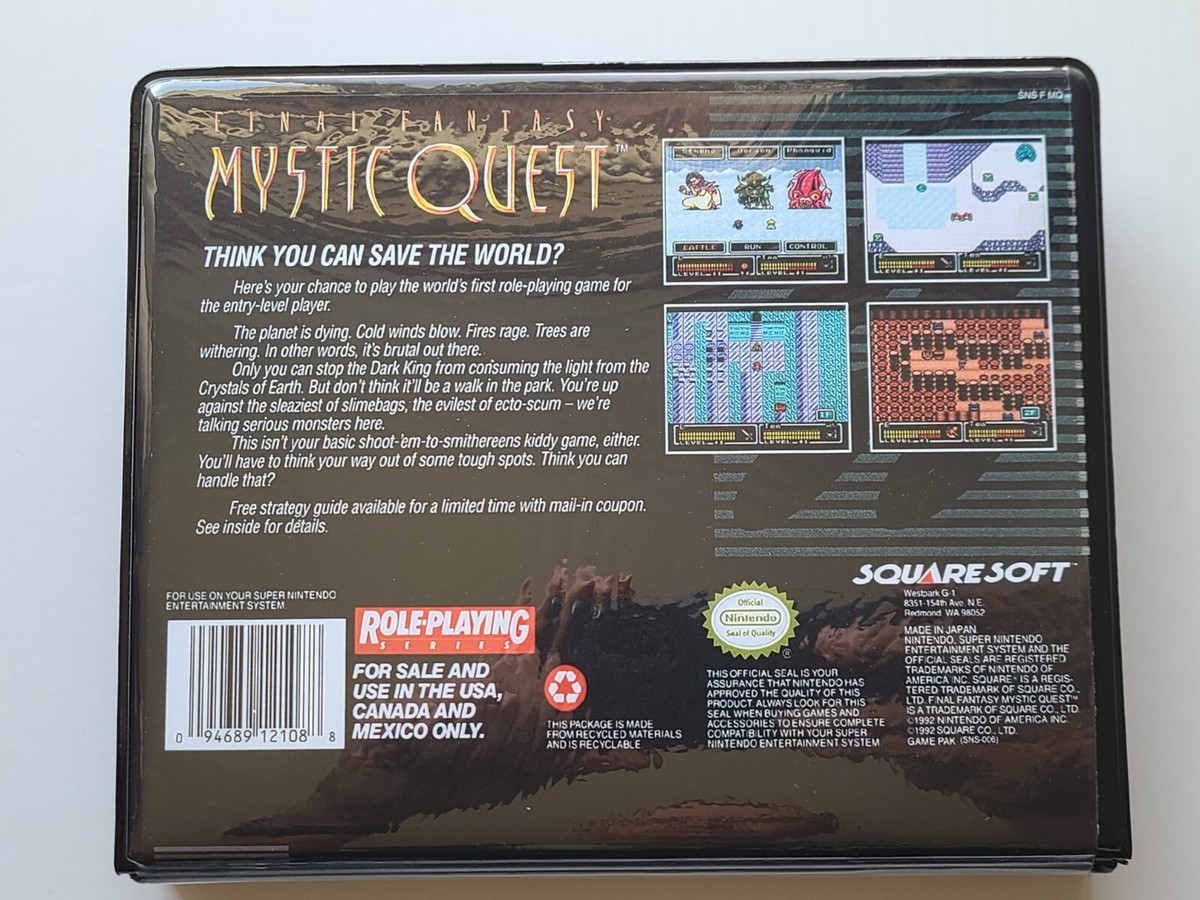 SNS F MQ
FINAL FANTASY
MYSTIC QUEST™
THINK YOU CAN SAVE THE WORLD?
Here's your chance to play the world's first role-playing game for
the entry-level player.
The planet is dying. Cold winds blow. Fires rage. Trees are
withering. In other words, it's brutal out there.
Only you can stop the Dark King from consuming the light from the
Crystals of Earth. But don't think it'll be a walk in the park. You're up
against the sleaziest of slimebags, the evilest of ecto-scum – we're
talking serious monsters here.
This isn't your basic shoot-'em-to-smithereens kiddy game, either.
You'll have to think your way out of some tough spots. Think you can
handle that?
Free strategy guide available for a limited time with mail-in coupon.
See inside for details.
BATTLE RUN CONTROL
1F
2F
SQUARESOFT™
Westpark G-1
8351-154th Ave. N.E.
Redmond, WA 98052
MADE IN JAPAN
NINTENDO, SUPER NINTENDO
ENTERTAINMENT SYSTEM AND THE
OFFICIAL SEALS ARE REGISTERED
TRADEMARKS OF NINTENDO OF
AMERICA INC. SQUARE® IS A REGIS-
TERED TRADEMARK OF SQUARE CO.,
LTD. FINAL FANTASY MYSTIC QUEST™
IS A TRADEMARK OF SQUARE CO., LTD.
©1992 NINTENDO OF AMERICA INC.
©1992 SQUARE CO., LTD.
GAME PAK (SNS-006)
FOR USE ON YOUR SUPER NINTENDO
ENTERTAINMENT SYSTEM
0 94689 12108 8
ROLE-PLAYING
SERIES
FOR SALE AND
USE IN THE USA,
CANADA AND
MEXICO ONLY.
THIS PACKAGE IS MADE
FROM RECYCLED MATERIALS
AND IS RECYCLABLE.
Official
Nintendo
Seal of Quality
®
THIS OFFICIAL SEAL IS YOUR
ASSURANCE THAT NINTENDO HAS
APPROVED THE QUALITY OF THIS
PRODUCT. ALWAYS LOOK FOR THIS
SEAL WHEN BUYING GAMES AND
ACCESSORIES TO ENSURE COMPLETE
COMPATIBILITY WITH YOUR SUPER
NINTENDO ENTERTAINMENT SYSTEM